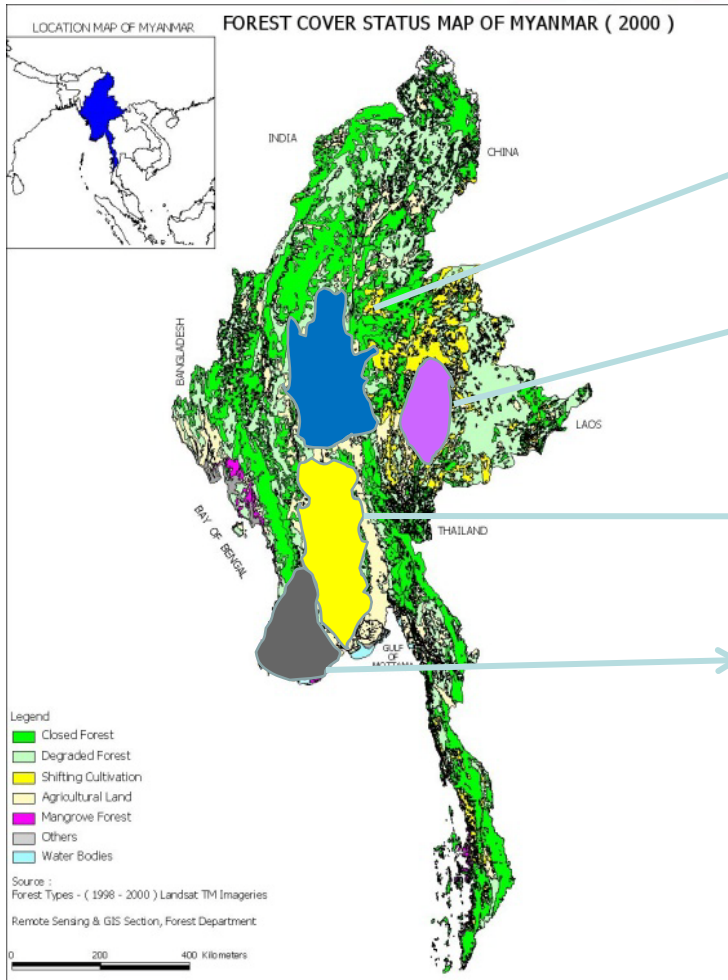 LOCATION MAP OF MYANMAR
FOREST COVER STATUS MAP OF MYANMAR ( 2000 )
INDIA
CHINA
BANGLADESH
LAOS
BAY OF BENGAL
THAILAND
GULF
OF
MOTTAMA
Legend
Closed Forest
Degraded Forest
Shifting Cultivation
Agricultural Land
Mangrove Forest
Others
Water Bodies
Source :
Forest Types - ( 1998 - 2000 ) Landsat TM Imageries
Remote Sensing & GIS Section, Forest Department
0 200 400 Kilometers